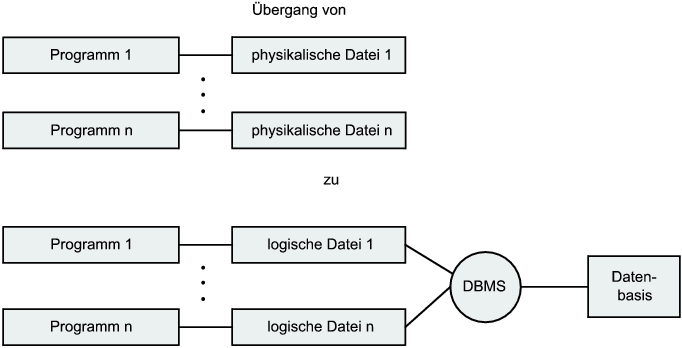 Übergang von
Programm 1
physikalische Datei 1
Programm n
physikalische Datei n
zu
Programm 1
logische Datei 1
DBMS
Daten-
basis
Programm n
logische Datei n